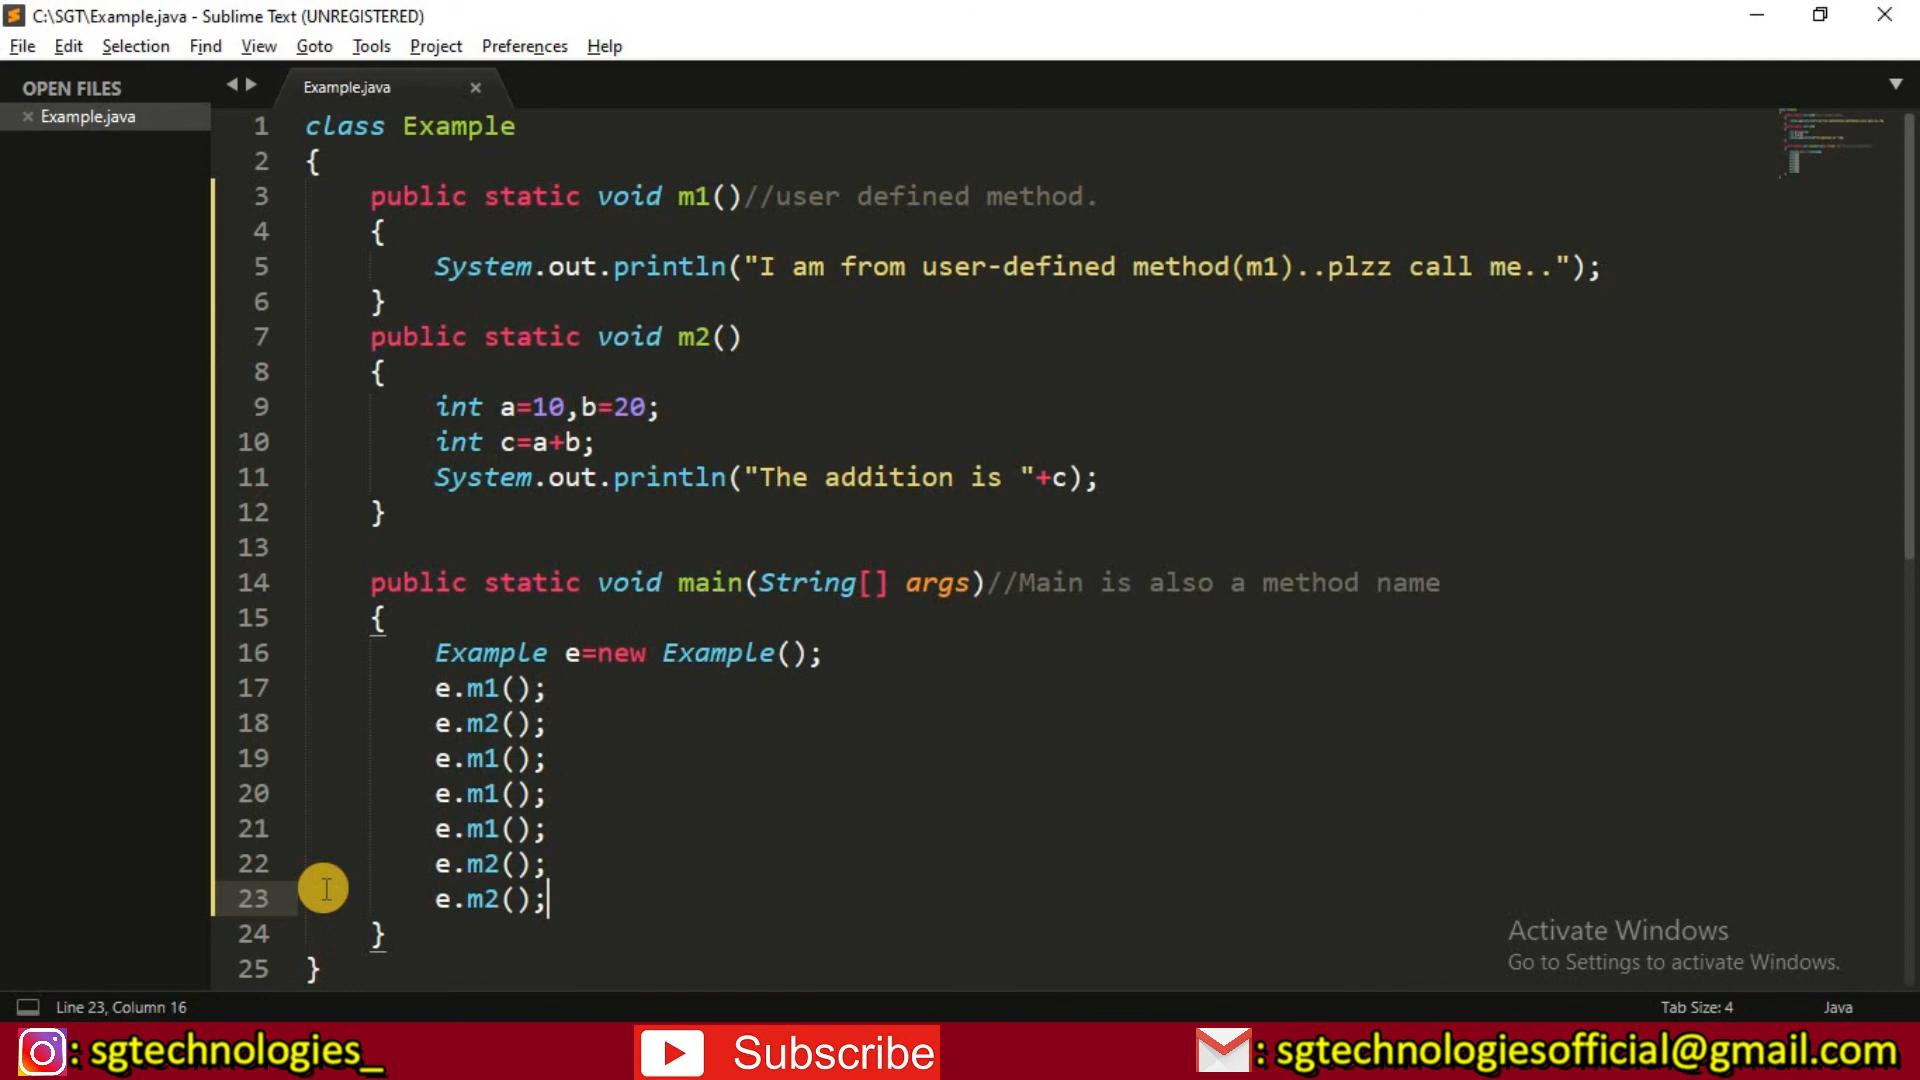 C:\SGT\Example.java - Sublime Text (UNREGISTERED)
File Edit Selection Find View Goto Tools Project Preferences Help
OPEN FILES
Example.java
Example.java
1 class Example
2 {
3 public static void m1()//user defined method.
4 {
5 System.out.println("I am from user-defined method(m1)..plzz call me..");
6 }
7 public static void m2()
8 {
9 int a=10,b=20;
10 int c=a+b;
11 System.out.println("The addition is "+c);
12 }
13
14 public static void main(String[] args)//Main is also a method name
15 {
16 Example e=new Example();
17 e.m1();
18 e.m2();
19 e.m1();
20 e.m1();
21 e.m1();
22 e.m2();
23 e.m2();
24 }
25 }
Activate Windows
Go to Settings to activate Windows.
Line 23, Column 16 Tab Size: 4 Java
: sgtechnologies_ Subscribe : sgtechnologiesofficial@gmail.com